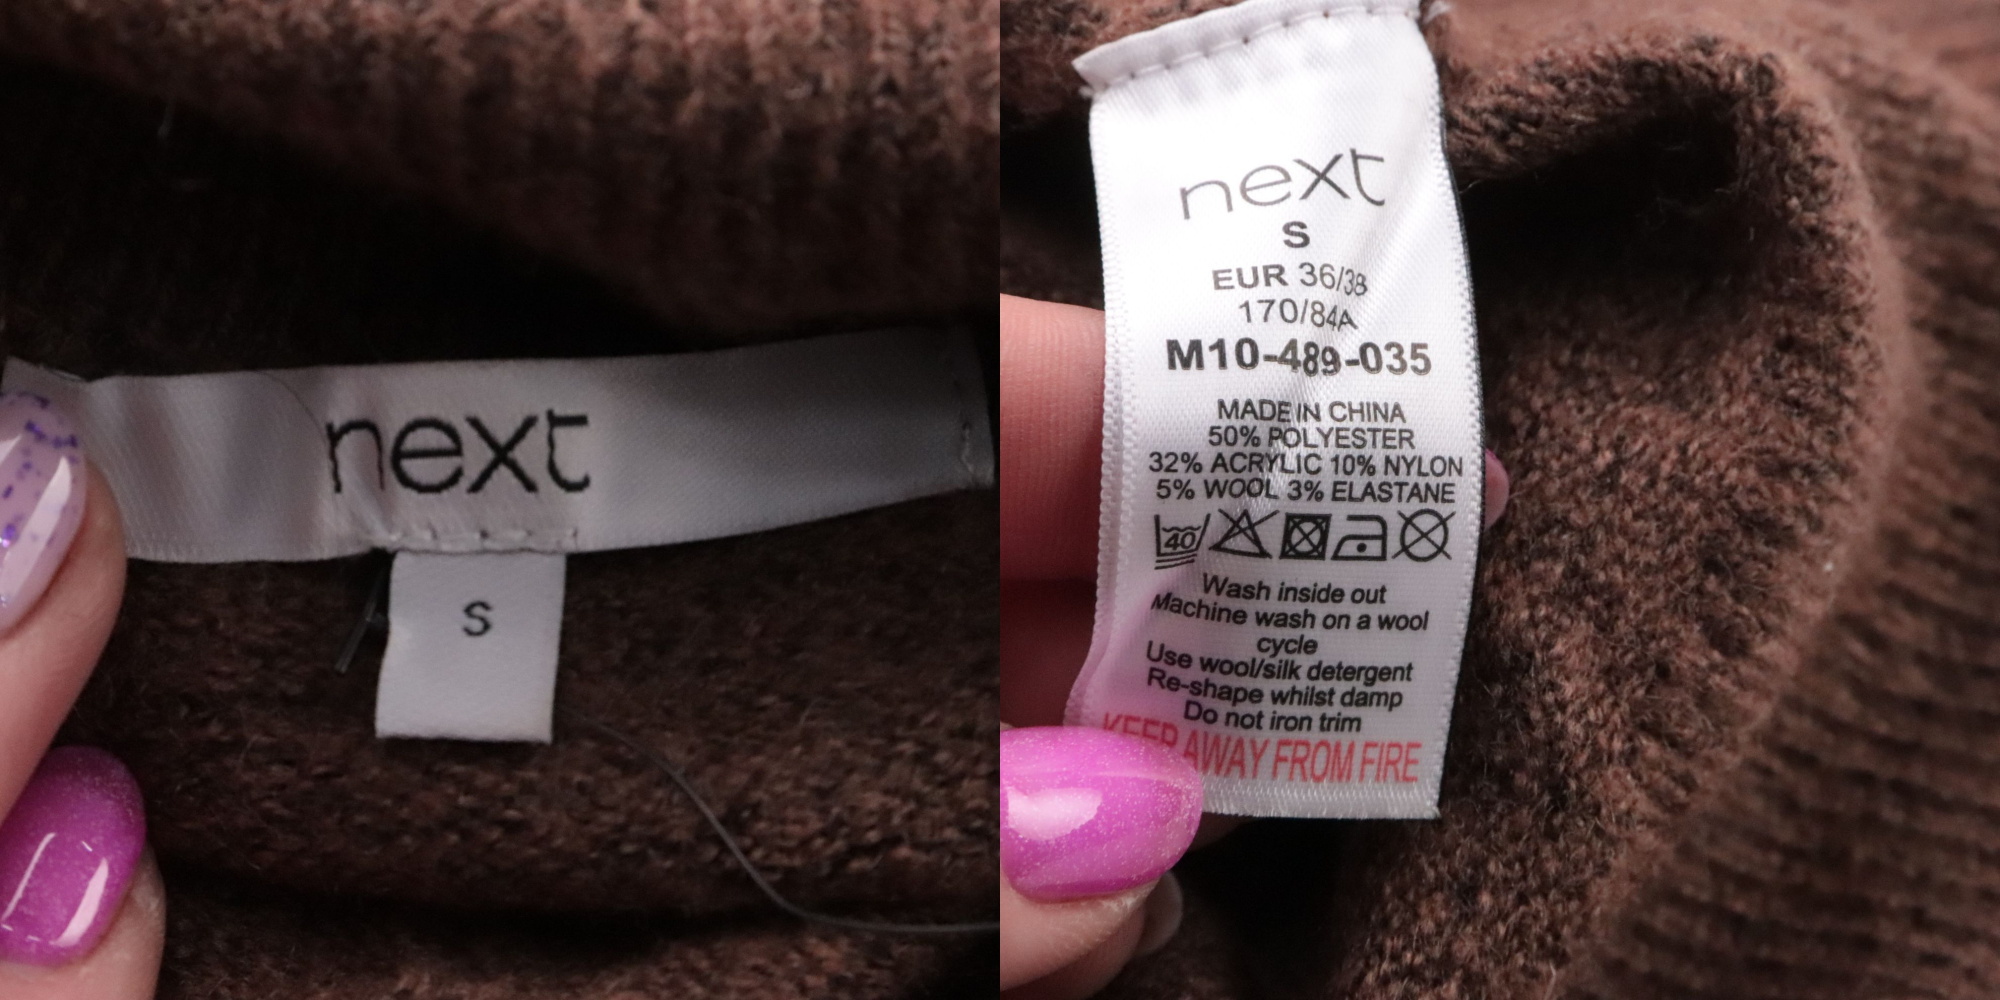 next
S
next
S
EUR 36/38
170/84A
M10-489-035
MADE IN CHINA
50% POLYESTER
32% ACRYLIC 10% NYLON
5% WOOL 3% ELASTANE
40
Wash inside out
Machine wash on a wool
cycle
Use wool/silk detergent
Re-shape whilst damp
Do not iron trim
KEEP AWAY FROM FIRE